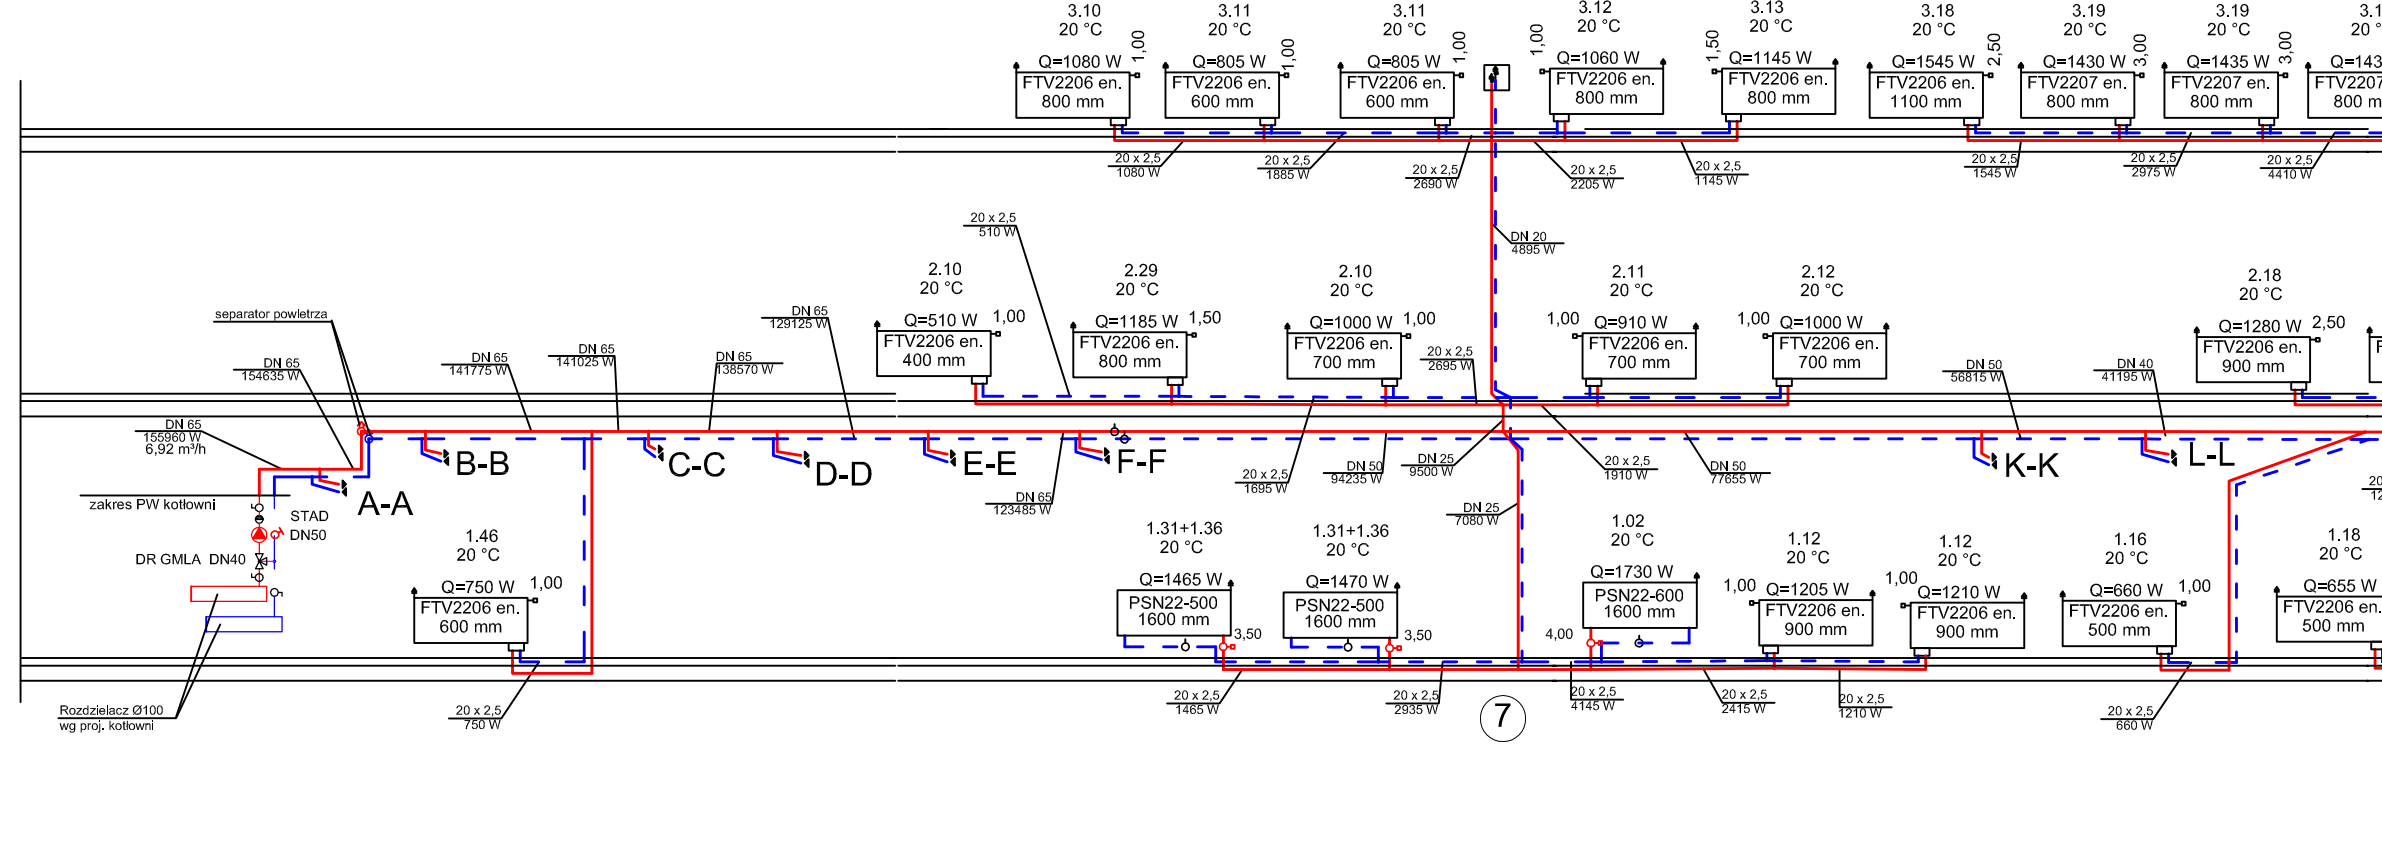 3.10
20 °C
Q=1080 W
1,00
FTV2206 en.
800 mm
3.11
20 °C
Q=805 W
1,00
FTV2206 en.
600 mm
3.11
20 °C
Q=805 W
1,00
FTV2206 en.
600 mm
3.12
20 °C
1,00
Q=1060 W
FTV2206 en.
800 mm
3.13
20 °C
1,50
Q=1145 W
FTV2206 en.
800 mm
3.18
20 °C
Q=1545 W
2,50
FTV2206 en.
1100 mm
3.19
20 °C
Q=1430 W
3,00
FTV2207 en.
800 mm
3.19
20 °C
Q=1435 W
3,00
FTV2207 en.
800 mm
20 x 2,5
1080 W
20 x 2,5
1885 W
20 x 2,5
2690 W
20 x 2,5
2205 W
20 x 2,5
1145 W
20 x 2,5
1545 W
20 x 2,5
2975 W
20 x 2,5
4410 W
20 x 2,5
510 W
DN 20
4895 W
2.10
20 °C
Q=510 W
1,00
FTV2206 en.
400 mm
2.29
20 °C
Q=1185 W
1,50
FTV2206 en.
800 mm
2.10
20 °C
Q=1000 W
1,00
FTV2206 en.
700 mm
2.11
20 °C
1,00
Q=910 W
FTV2206 en.
700 mm
2.12
20 °C
1,00
Q=1000 W
FTV2206 en.
700 mm
2.18
20 °C
Q=1280 W
2,50
FTV2206 en.
900 mm
separator powietrza
DN 65
154635 W
DN 65
141775 W
DN 65
141025 W
DN 65
138570 W
DN 65
129125 W
20 x 2,5
2695 W
DN 50
56815 W
DN 40
41195 W
DN 65
155960 W
6,92 m³/h
A-A
B-B
C-C
D-D
E-E
F-F
K-K
L-L
DN 65
123485 W
20 x 2,5
1695 W
DN 50
94235 W
DN 25
9500 W
20 x 2,5
1910 W
DN 50
77655 W
DN 25
7080 W
zakres PW kotłowni
STAD
DN50
DR GMLA DN40
Rozdzielacz Ø100
wg proj. kotłowni
1.46
20 °C
Q=750 W
1,00
FTV2206 en.
600 mm
20 x 2,5
750 W
1.31+1.36
20 °C
Q=1465 W
PSN22-500
1600 mm
3,50
1.31+1.36
20 °C
Q=1470 W
PSN22-500
1600 mm
3,50
1.02
20 °C
Q=1730 W
PSN22-600
1600 mm
4,00
1.12
20 °C
1,00
Q=1205 W
FTV2206 en.
900 mm
1.12
20 °C
1,00
Q=1210 W
FTV2206 en.
900 mm
1.16
20 °C
Q=660 W
1,00
FTV2206 en.
500 mm
1.18
20 °C
Q=655 W
FTV2206 en.
500 mm
20 x 2,5
1465 W
20 x 2,5
2935 W
7
20 x 2,5
4145 W
20 x 2,5
2415 W
20 x 2,5
1210 W
20 x 2,5
660 W